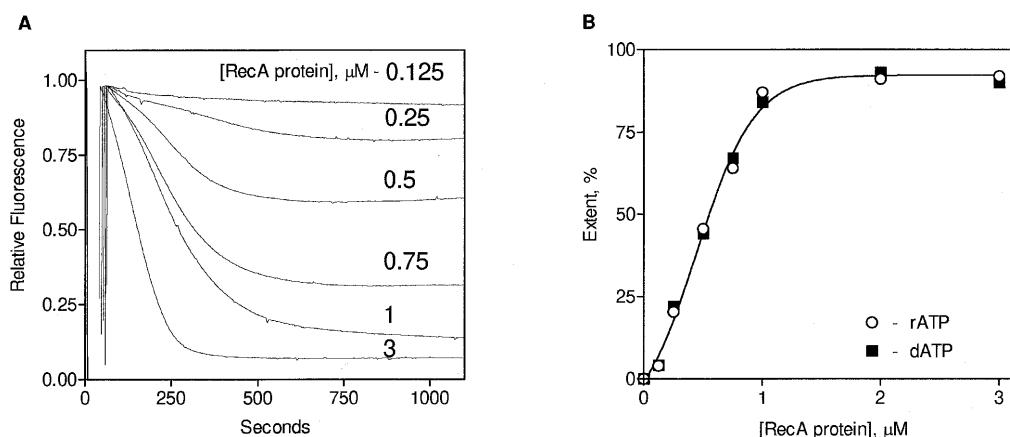 A
Relative Fluorescence
1.00
0.75
0.50
0.25
0.00
[RecA protein], μM - 0.125
0.25
0.5
0.75
1
3
0 250 500 750 1000
Seconds
B
Extent, %
100
75
50
25
0
○ - rATP
■ - dATP
0 1 2 3
[RecA protein], μM